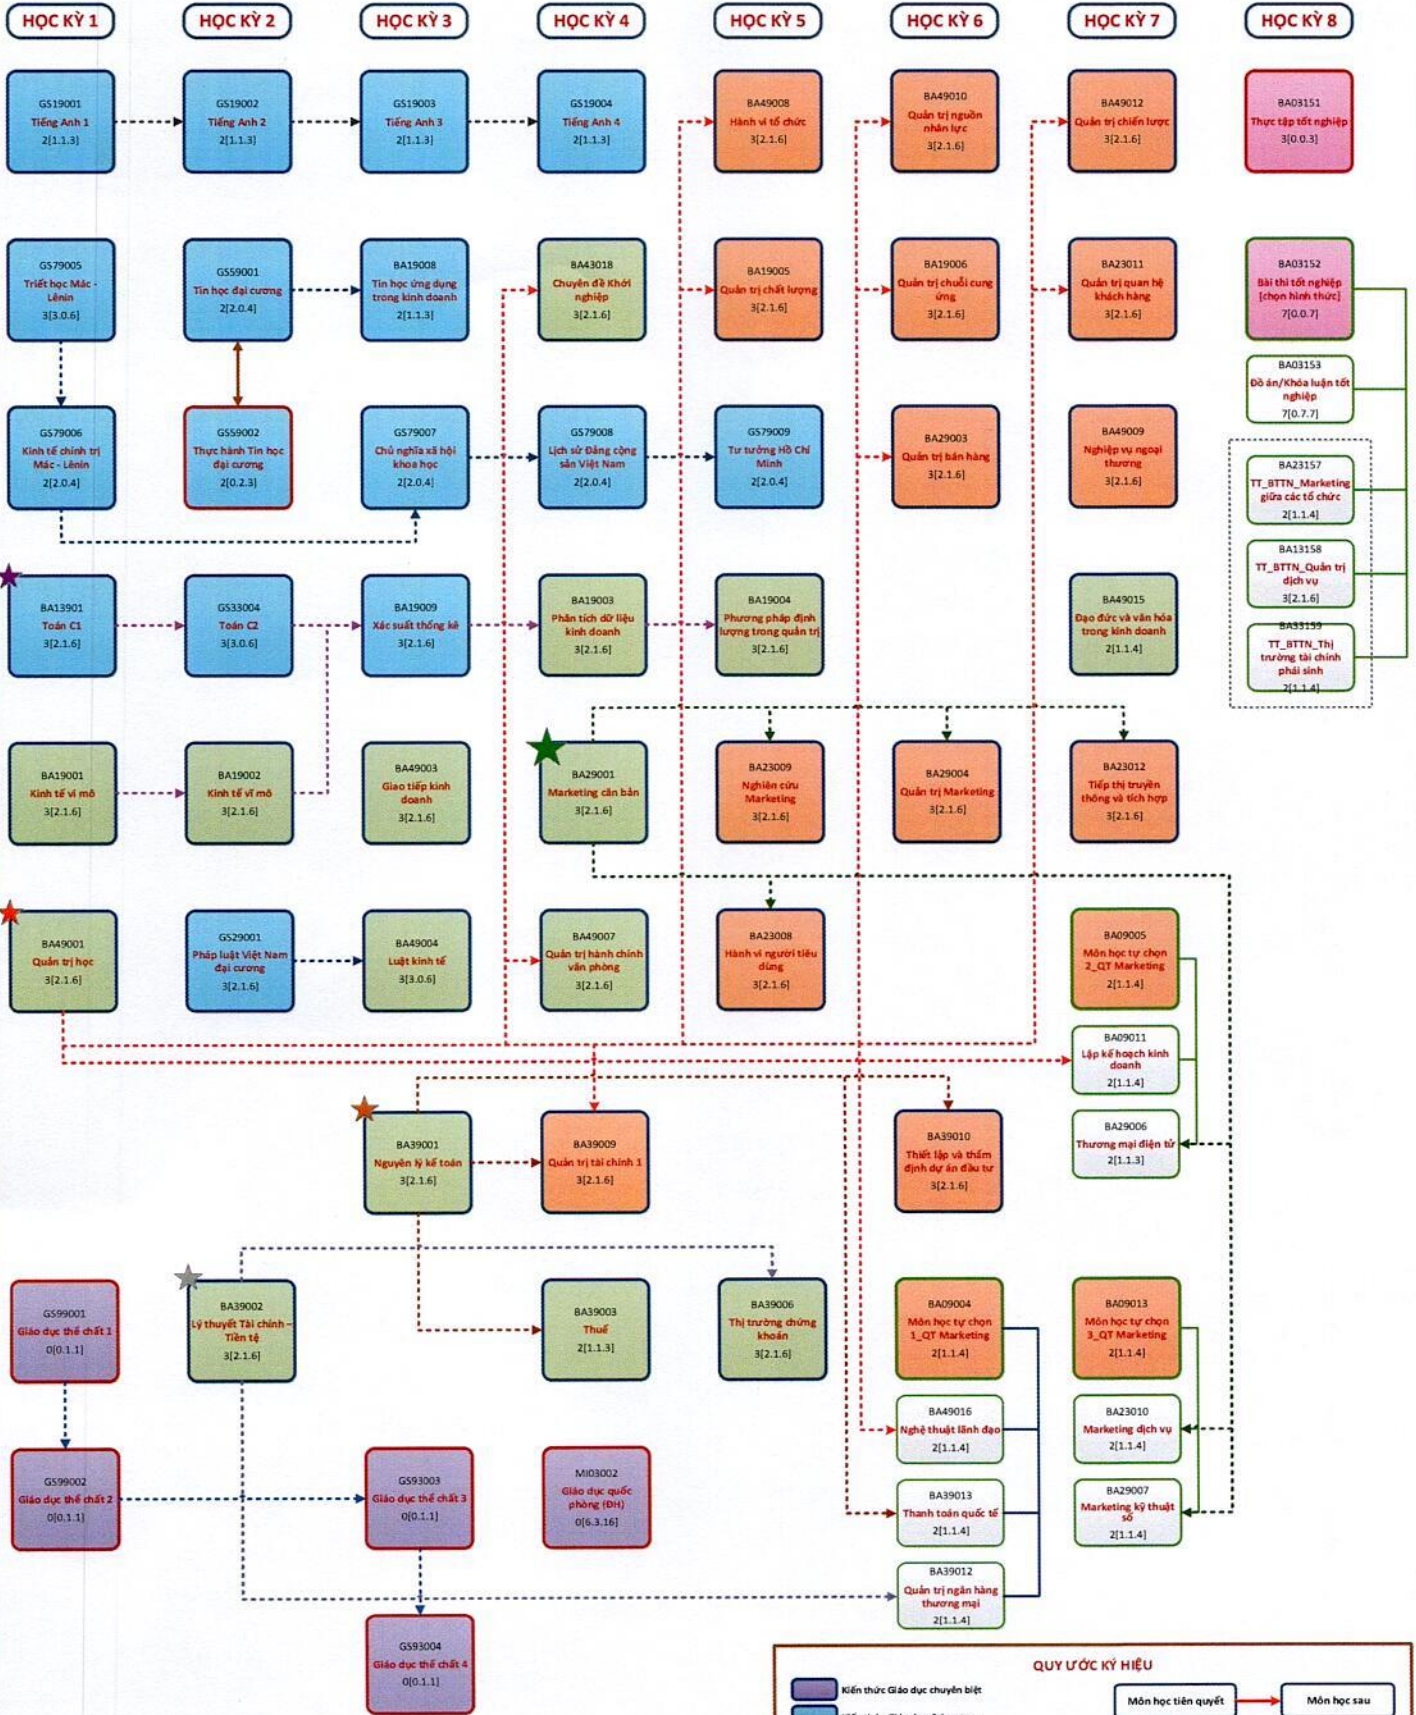 HỌC KỲ 1
HỌC KỲ 2
HỌC KỲ 3
HỌC KỲ 4
HỌC KỲ 5
HỌC KỲ 6
HỌC KỲ 7
HỌC KỲ 8
GS19001
Tiếng Anh 1
2[1.1.3]
GS19002
Tiếng Anh 2
2[1.1.3]
GS19003
Tiếng Anh 3
2[1.1.3]
GS19004
Tiếng Anh 4
2[1.1.3]
BA49008
Hành vi tổ chức
3[2.1.6]
BA49010
Quản trị nguồn
nhân lực
3[2.1.6]
BA49012
Quản trị chiến lược
3[2.1.6]
BA03151
Thực tập tốt nghiệp
3[0.0.3]
GS79005
Triết học Mác -
Lênin
3[3.0.6]
GS59001
Tin học đại cương
2[2.0.4]
BA19008
Tin học ứng dụng
trong kinh doanh
2[1.1.3]
BA43018
Chuyên đề Khởi
nghiệp
3[2.1.6]
BA19005
Quản trị chất lượng
3[2.1.6]
BA19006
Quản trị chuỗi cung
ứng
3[2.1.6]
BA23011
Quản trị quan hệ
khách hàng
3[2.1.6]
BA03152
Bài thi tốt nghiệp
[chọn hình thức]
7[0.0.7]
BA03153
Đồ án/Khóa luận tốt
nghiệp
7[0.7.7]
GS79006
Kinh tế chính trị
Mác - Lênin
2[2.0.4]
GS59002
Thực hành Tin học
đại cương
2[0.2.3]
GS79007
Chủ nghĩa xã hội
khoa học
2[2.0.4]
GS79008
Lịch sử Đảng cộng
sản Việt Nam
2[2.0.4]
GS79009
Tư tưởng Hồ Chí
Minh
2[2.0.4]
BA29003
Quản trị bán hàng
3[2.1.6]
BA49009
Nghiệp vụ ngoại
thương
3[2.1.6]
BA23157
TT_BTTN_Marketing
giữa các tổ chức
2[1.1.4]
BA13158
TT_BTTN_Quản trị
dịch vụ
3[2.1.6]
BA33159
TT_BTTN_Thị
trường tài chính
phái sinh
2[1.1.4]
BA13901
Toán C1
3[2.1.6]
GS33004
Toán C2
3[3.0.6]
BA19009
Xác suất thống kê
3[2.1.6]
BA19003
Phân tích dữ liệu
kinh doanh
3[2.1.6]
BA19004
Phương pháp định
lượng trong quản trị
3[2.1.6]
BA49015
Đạo đức và văn hóa
trong kinh doanh
2[1.1.4]
BA19001
Kinh tế vi mô
3[2.1.6]
BA19002
Kinh tế vĩ mô
3[2.1.6]
BA49003
Giao tiếp kinh
doanh
3[2.1.6]
BA29001
Marketing căn bản
3[2.1.6]
BA23009
Nghiên cứu
Marketing
3[2.1.6]
BA29004
Quản trị Marketing
3[2.1.6]
BA23012
Tiếp thị truyền
thông và tích hợp
3[2.1.6]
BA49001
Quản trị học
3[2.1.6]
GS29001
Pháp luật Việt Nam
đại cương
3[2.1.6]
BA49004
Luật kinh tế
3[3.0.6]
BA49007
Quản trị hành chính
văn phòng
3[2.1.6]
BA23008
Hành vi người tiêu
dùng
3[2.1.6]
BA09005
Môn học tự chọn
2_QT Marketing
2[1.1.4]
BA09011
Lập kế hoạch kinh
doanh
2[1.1.4]
BA29006
Thương mại điện tử
2[1.1.3]
BA39001
Nguyên lý kế toán
3[2.1.6]
BA39009
Quản trị tài chính 1
3[2.1.6]
BA39010
Thiết lập và thẩm
định dự án đầu tư
3[2.1.6]
GS99001
Giáo dục thể chất 1
0[0.1.1]
BA39002
Lý thuyết Tài chính –
Tiền tệ
3[2.1.6]
BA39003
Thuế
2[1.1.3]
BA39006
Thị trường chứng
khoán
3[2.1.6]
BA09004
Môn học tự chọn
1_QT Marketing
2[1.1.4]
BA09013
Môn học tự chọn
3_QT Marketing
2[1.1.4]
BA49016
Nghệ thuật lãnh đạo
2[1.1.4]
BA23010
Marketing dịch vụ
2[1.1.4]
GS99002
Giáo dục thể chất 2
0[0.1.1]
GS93003
Giáo dục thể chất 3
0[0.1.1]
MI03002
Giáo dục quốc
phòng (ĐH)
0[6.3.16]
BA39013
Thanh toán quốc tế
2[1.1.4]
BA29007
Marketing kỹ thuật
số
2[1.1.4]
BA39012
Quản trị ngân hàng
thương mại
2[1.1.4]
GS93004
Giáo dục thể chất 4
0[0.1.1]
QUY ƯỚC KÝ HIỆU
Kiến thức Giáo dục chuyên biệt
Môn học tiên quyết
Môn học sau